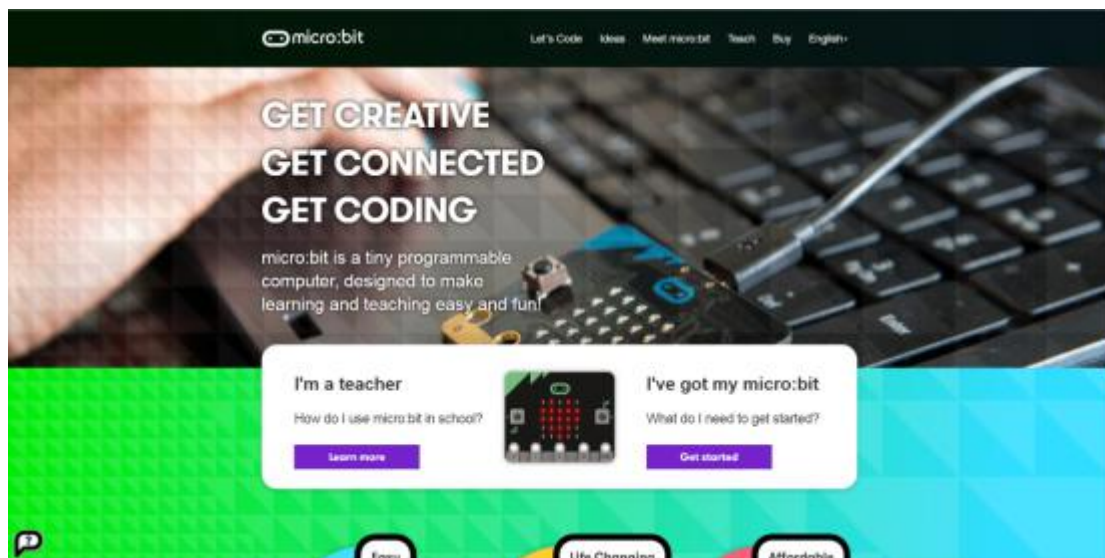 micro:bit
Let's Code Ideas Meet micro:bit Teach Buy English
GET CREATIVE
GET CONNECTED
GET CODING
micro:bit is a tiny programmable
computer, designed to make
learning and teaching easy and fun!
I'm a teacher
How do I use micro:bit in school?
Learn more
I've got my micro:bit
What do I need to get started?
Get started
Enter
?
Easy
Life Changing
Affordable